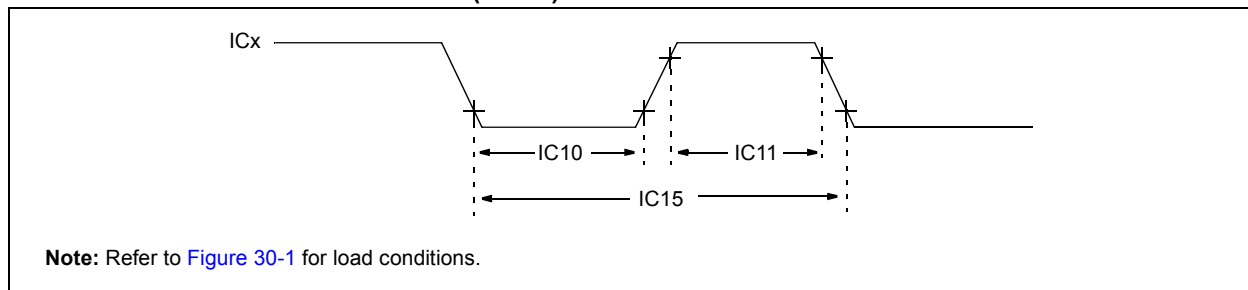 ICx
IC10
IC11
IC15
Note: Refer to Figure 30-1 for load conditions.